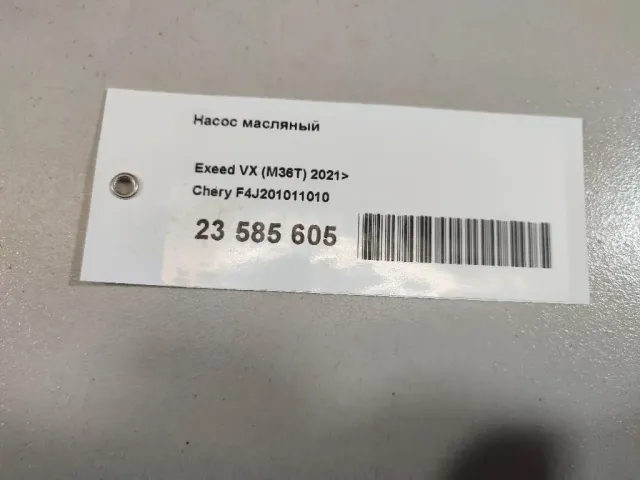 Насос масляный
Exeed VX (M36T) 2021>
Chery F4J201011010
23 585 605